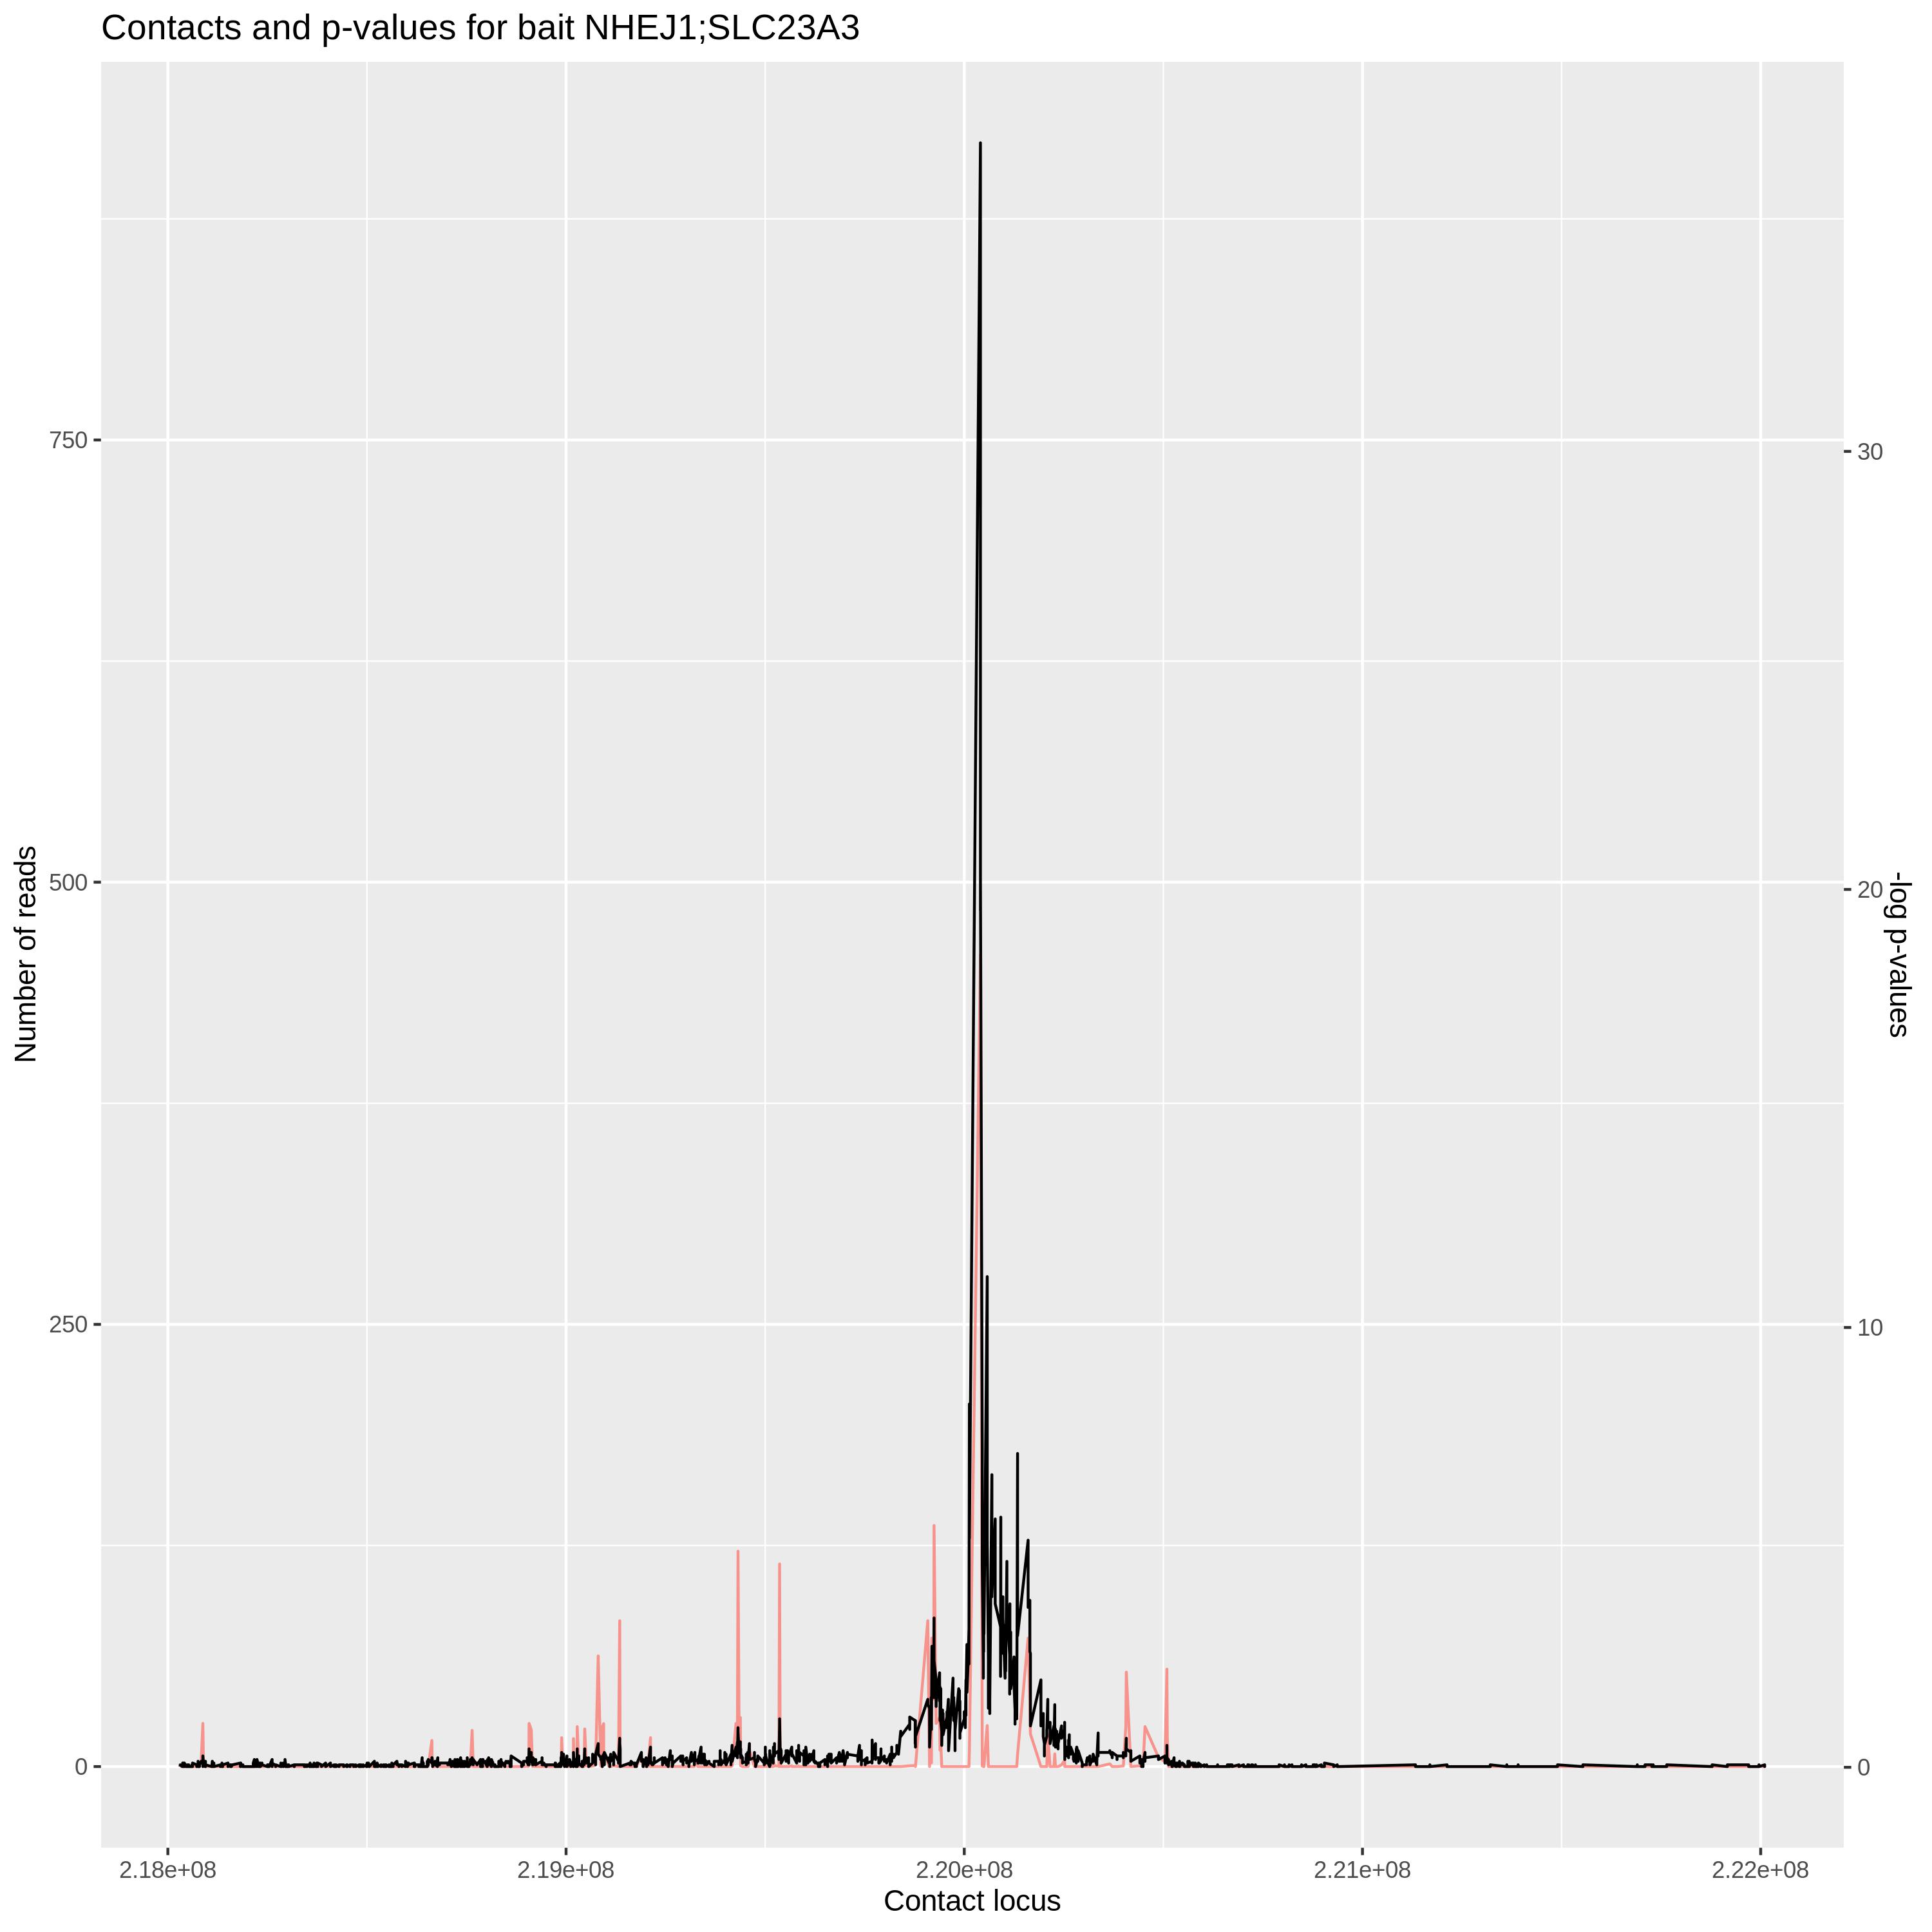 Contacts and p-values for bait NHEJ1;SLC23A3
Number of reads
750
500
250
0
30
20
10
0
-log p-values
2.18e+08
2.19e+08
2.20e+08
2.21e+08
2.22e+08
Contact locus